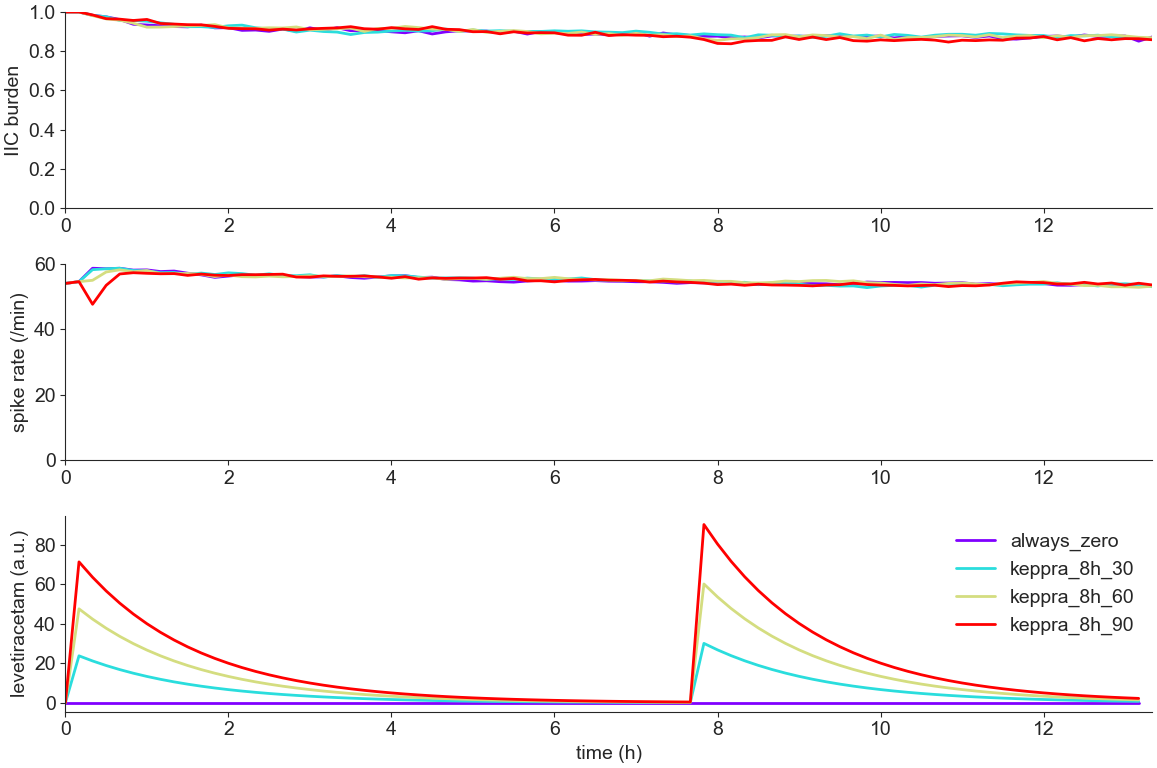 1.0
0.8
0.6
0.4
0.2
0.0
IIC burden
0 2 4 6 8 10 12
60
40
20
0
spike rate (/min)
0 2 4 6 8 10 12
80
60
40
20
0
levetiracetam (a.u.)
always_zero
keppra_8h_30
keppra_8h_60
keppra_8h_90
0 2 4 6 8 10 12
time (h)